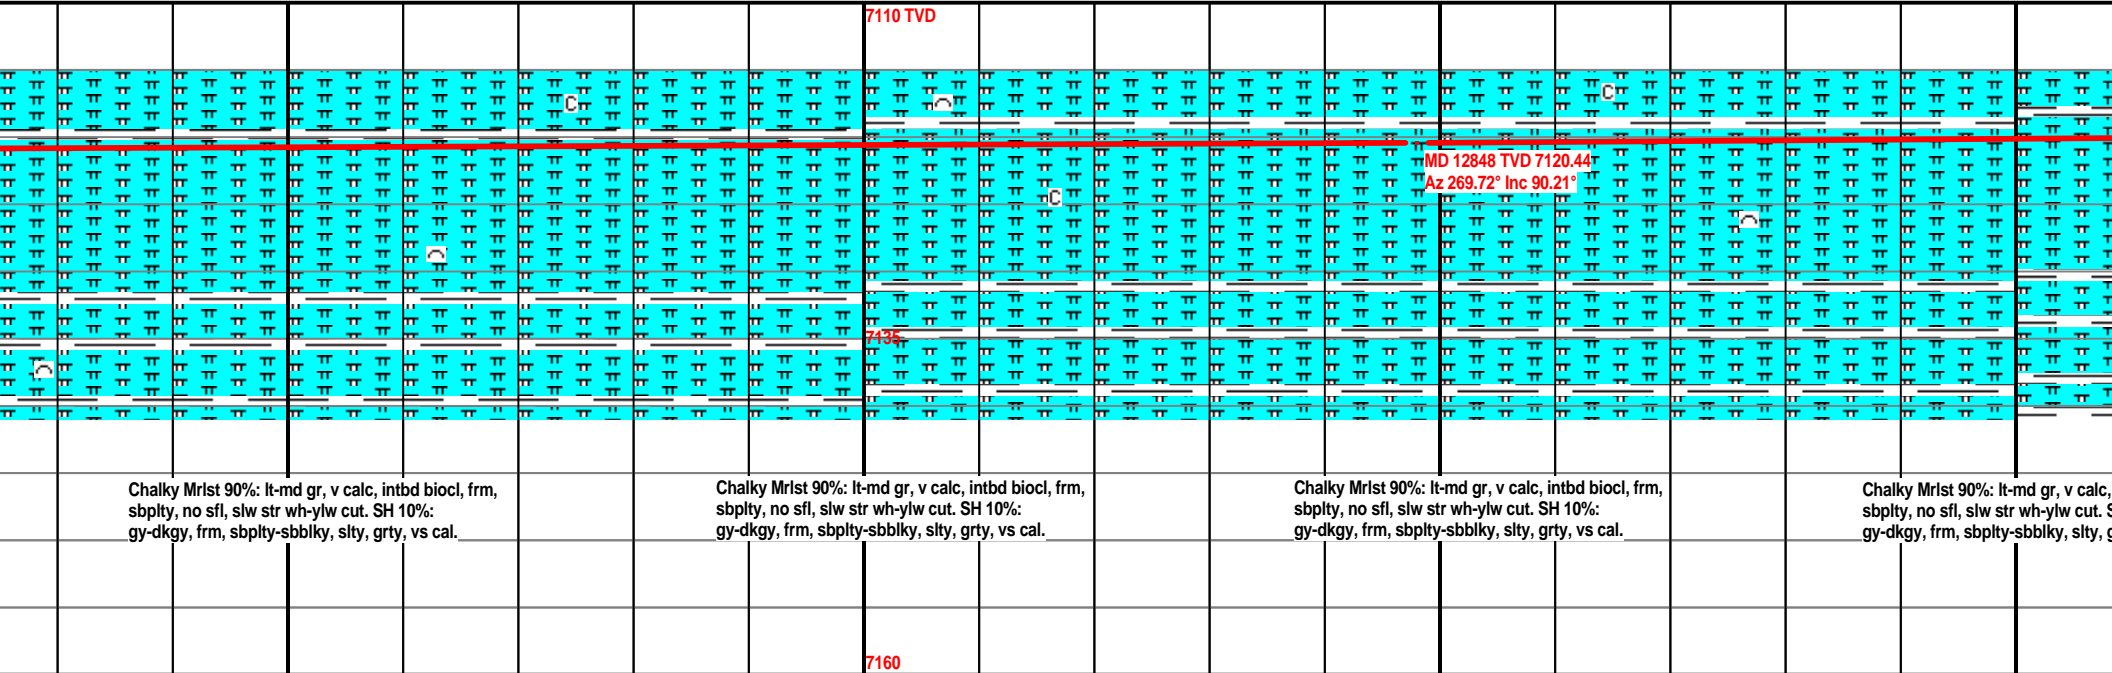 7110 TVD
C
C
MD 12848 TVD 7120.44
Az 269.72° Inc 90.21°
C
7135
Chalky Mrlst 90%: lt-md gr, v calc, intbd biocl, frm,
sbplty, no sfl, slw str wh-ylw cut. SH 10%:
gy-dkgy, frm, sbplty-sbblky, slty, grty, vs cal.
Chalky Mrlst 90%: lt-md gr, v calc, intbd biocl, frm,
sbplty, no sfl, slw str wh-ylw cut. SH 10%:
gy-dkgy, frm, sbplty-sbblky, slty, grty, vs cal.
Chalky Mrlst 90%: lt-md gr, v calc, intbd biocl, frm,
sbplty, no sfl, slw str wh-ylw cut. SH 10%:
gy-dkgy, frm, sbplty-sbblky, slty, grty, vs cal.
Chalky Mrlst 90%: lt-md gr, v calc,
sbplty, no sfl, slw str wh-ylw cut. S
gy-dkgy, frm, sbplty-sbblky, slty, g
7160